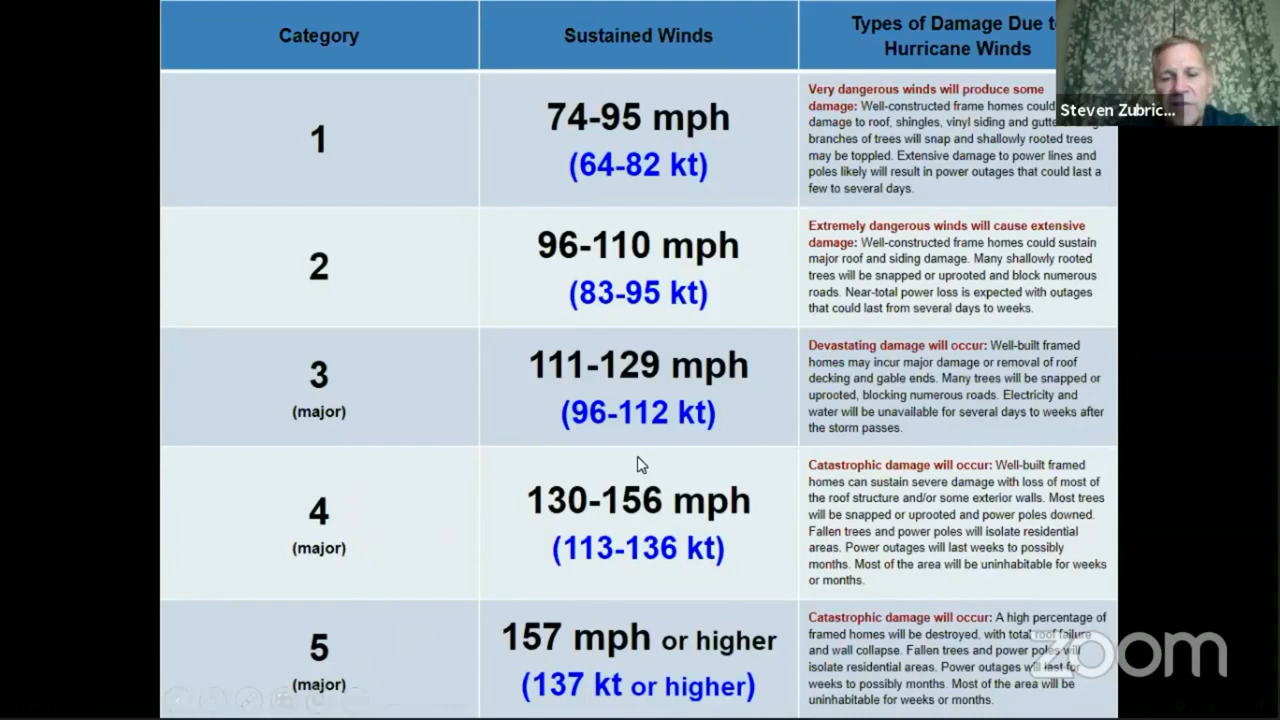 Category
Sustained Winds
Types of Damage Due t
Hurricane Winds
1
74-95 mph
(64-82 kt)
Very dangerous winds will produce some
damage: Well-constructed frame homes could
damage to roof, shingles, vinyl siding and gutte
branches of trees will snap and shallowly rooted trees
may be toppled. Extensive damage to power lines and
poles likely will result in power outages that could last a
few to several days.
2
96-110 mph
(83-95 kt)
Extremely dangerous winds will cause extensive
damage: Well-constructed frame homes could sustain
major roof and siding damage. Many shallowly rooted
trees will be snapped or uprooted and block numerous
roads. Near-total power loss is expected with outages
that could last from several days to weeks.
3
(major)
111-129 mph
(96-112 kt)
Devastating damage will occur: Well-built framed
homes may incur major damage or removal of roof
decking and gable ends. Many trees will be snapped or
uprooted, blocking numerous roads. Electricity and
water will be unavailable for several days to weeks after
the storm passes.
4
(major)
130-156 mph
(113-136 kt)
Catastrophic damage will occur: Well-built framed
homes can sustain severe damage with loss of most of
the roof structure and/or some exterior walls. Most trees
will be snapped or uprooted and power poles downed.
Fallen trees and power poles will isolate residential
areas. Power outages will last weeks to possibly
months. Most of the area will be uninhabitable for weeks
or months.
5
(major)
157 mph or higher
(137 kt or higher)
Catastrophic damage will occur: A high percentage of
framed homes will be destroyed, with total roof failure
and wall collapse. Fallen trees and power poles will
isolate residential areas. Power outages will last for
weeks to possibly months. Most of the area will be
uninhabitable for weeks or months.
Steven Zubric...
zoom